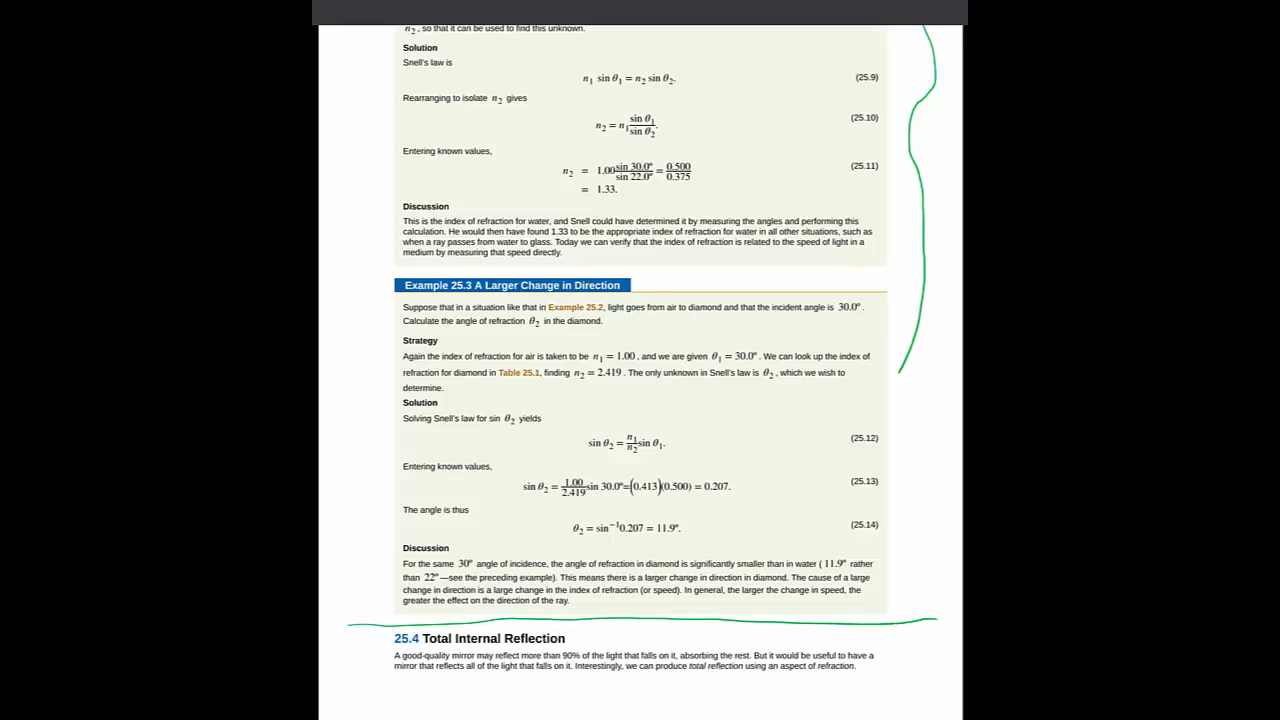 n₂ , so that it can be used to find this unknown.
Solution
Snell's law is
n₁ sin θ₁ = n₂ sin θ₂. (25.9)
Rearranging to isolate n₂ gives
n₂ = n₁ sin θ₁ / sin θ₂. (25.10)
Entering known values,
n₂ = 1.00 sin 30.0º / sin 22.0º = 0.500 / 0.375 (25.11)
= 1.33.
Discussion
This is the index of refraction for water, and Snell could have determined it by measuring the angles and performing this
calculation. He would then have found 1.33 to be the appropriate index of refraction for water in all other situations, such as
when a ray passes from water to glass. Today we can verify that the index of refraction is related to the speed of light in a
medium by measuring that speed directly.
Example 25.3 A Larger Change in Direction
Suppose that in a situation like that in Example 25.2, light goes from air to diamond and that the incident angle is 30.0º .
Calculate the angle of refraction θ₂ in the diamond.
Strategy
Again the index of refraction for air is taken to be n₁ = 1.00 , and we are given θ₁ = 30.0º . We can look up the index of
refraction for diamond in Table 25.1, finding n₂ = 2.419 . The only unknown in Snell's law is θ₂ , which we wish to
determine.
Solution
Solving Snell's law for sin θ₂ yields
sin θ₂ = n₁ / n₂ sin θ₁. (25.12)
Entering known values,
sin θ₂ = 1.00 / 2.419 sin 30.0º=(0.413)(0.500) = 0.207. (25.13)
The angle is thus
θ₂ = sin⁻¹0.207 = 11.9º. (25.14)
Discussion
For the same 30º angle of incidence, the angle of refraction in diamond is significantly smaller than in water ( 11.9º rather
than 22º —see the preceding example). This means there is a larger change in direction in diamond. The cause of a large
change in direction is a large change in the index of refraction (or speed). In general, the larger the change in speed, the
greater the effect on the direction of the ray.
25.4 Total Internal Reflection
A good-quality mirror may reflect more than 90% of the light that falls on it, absorbing the rest. But it would be useful to have a
mirror that reflects all of the light that falls on it. Interestingly, we can produce total reflection using an aspect of refraction.